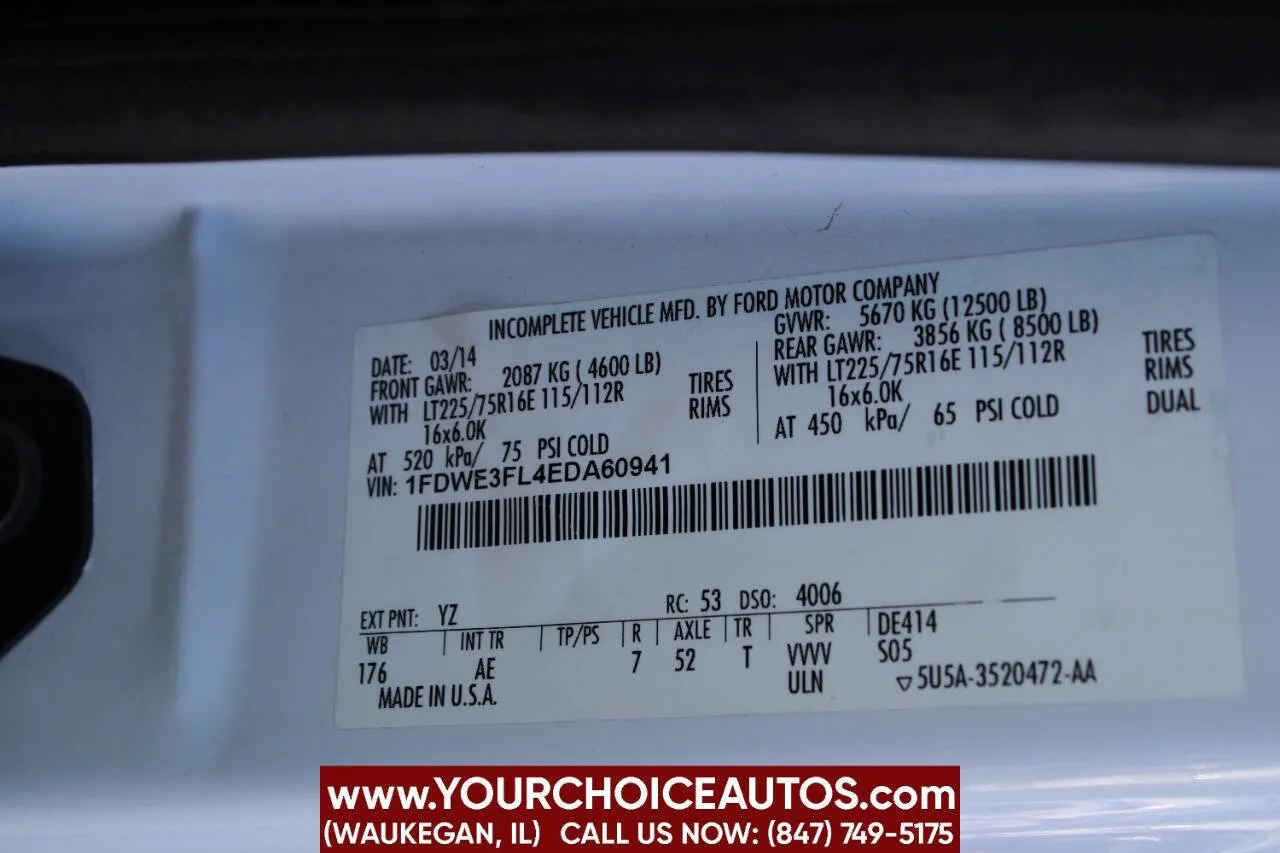 INCOMPLETE VEHICLE MFD. BY FORD MOTOR COMPANY
DATE: 03/14
FRONT GAWR: 2087 KG ( 4600 LB)
WITH LT225/75R16E 115/112R TIRES
16x6.0K RIMS
AT 520 kPa/ 75 PSI COLD
GVWR: 5670 KG (12500 LB)
REAR GAWR: 3856 KG ( 8500 LB)
WITH LT225/75R16E 115/112R TIRES
16x6.0K RIMS
AT 450 kPa/ 65 PSI COLD DUAL
VIN: 1FDWE3FL4EDA60941
EXT PNT: YZ RC: 53 DSO: 4006
WB INT TR TP/PS R AXLE TR SPR DE414
176 AE 7 52 T VVVV S05
MADE IN U.S.A. ULN ▽5U5A-3520472-AA
www.YOURCHOICEAUTOS.com
(WAUKEGAN, IL) CALL US NOW: (847) 749-5175